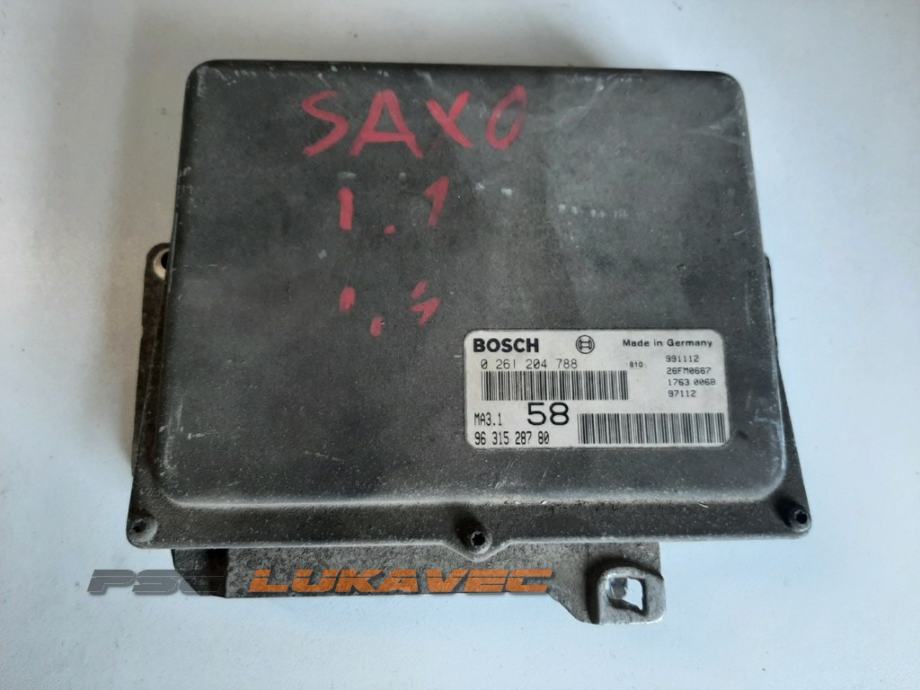 SAXO
1.1
BOSCH Made in Germany
0 261 204 788 810 991112
26FM0667
1763 0068
97112
MA3.1 58
96 315 287 80
PSC LUKAVEC